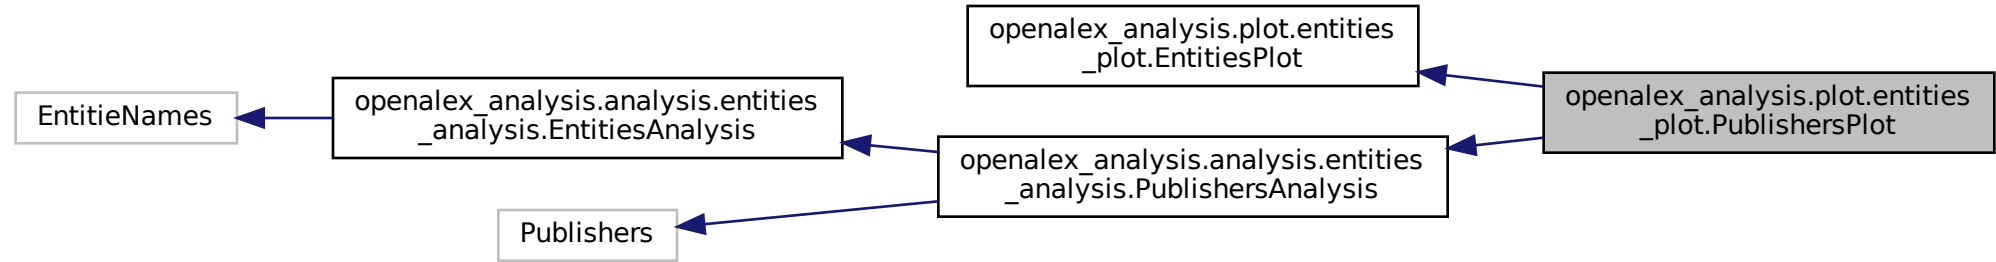 EntitieNames
openalex_analysis.analysis.entities
_analysis.EntitiesAnalysis
Publishers
openalex_analysis.plot.entities
_plot.EntitiesPlot
openalex_analysis.analysis.entities
_analysis.PublishersAnalysis
openalex_analysis.plot.entities
_plot.PublishersPlot